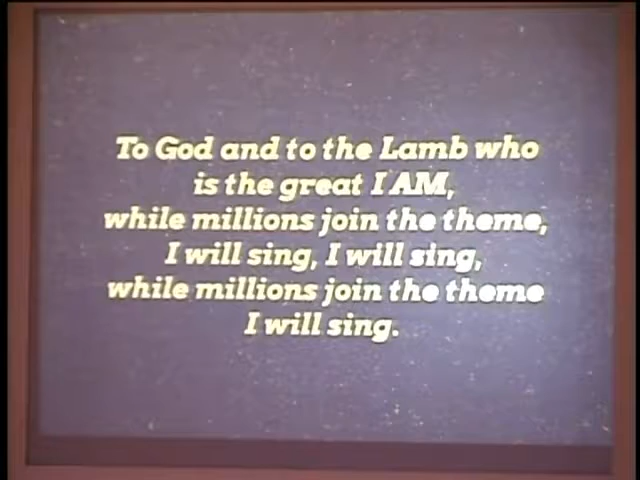 To God and to the Lamb who
is the great I AM,
while millions join the theme,
I will sing, I will sing,
while millions join the theme
I will sing.